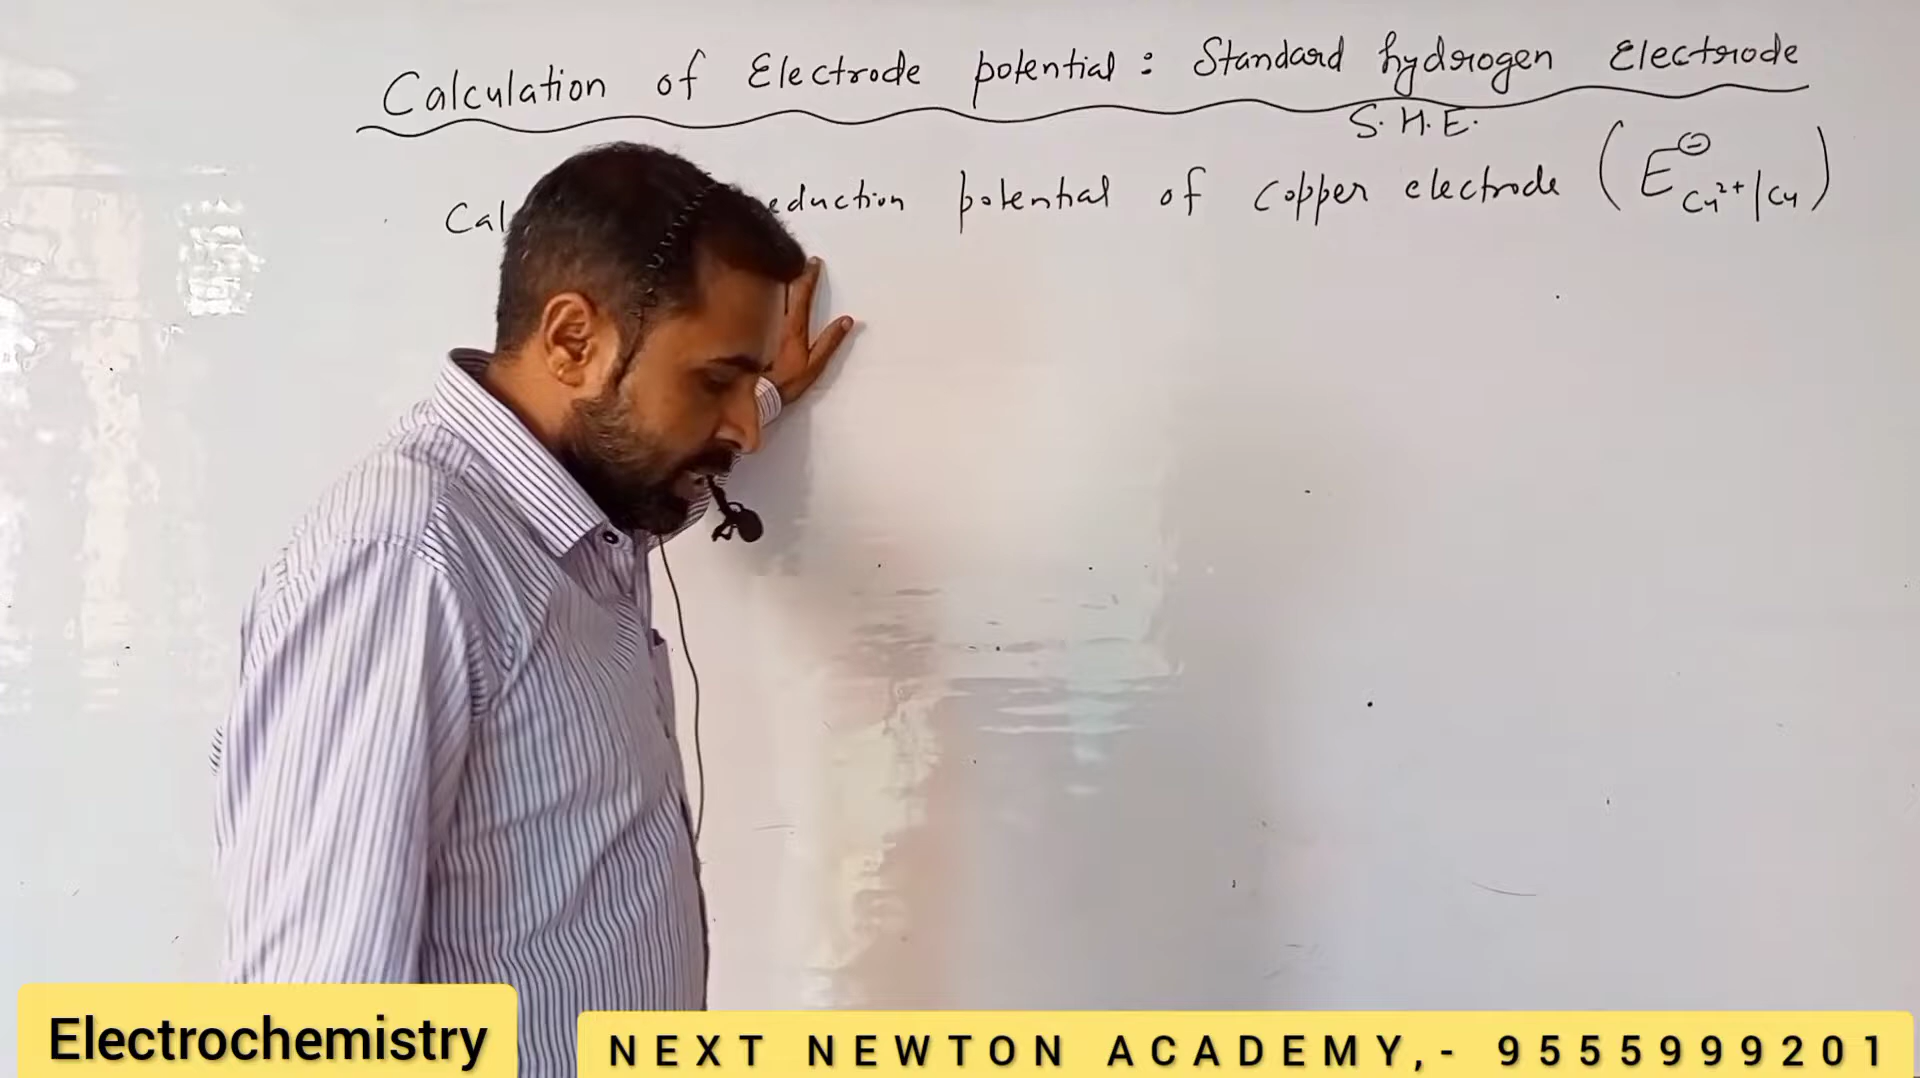 Calculation of Electrode potential : Standard hydrogen Electrode
S.H.E.
Cal eduction potential of copper electrode (E⊖ Cu²⁺|Cu)
Electrochemistry
NEXT NEWTON ACADEMY,- 9555999201